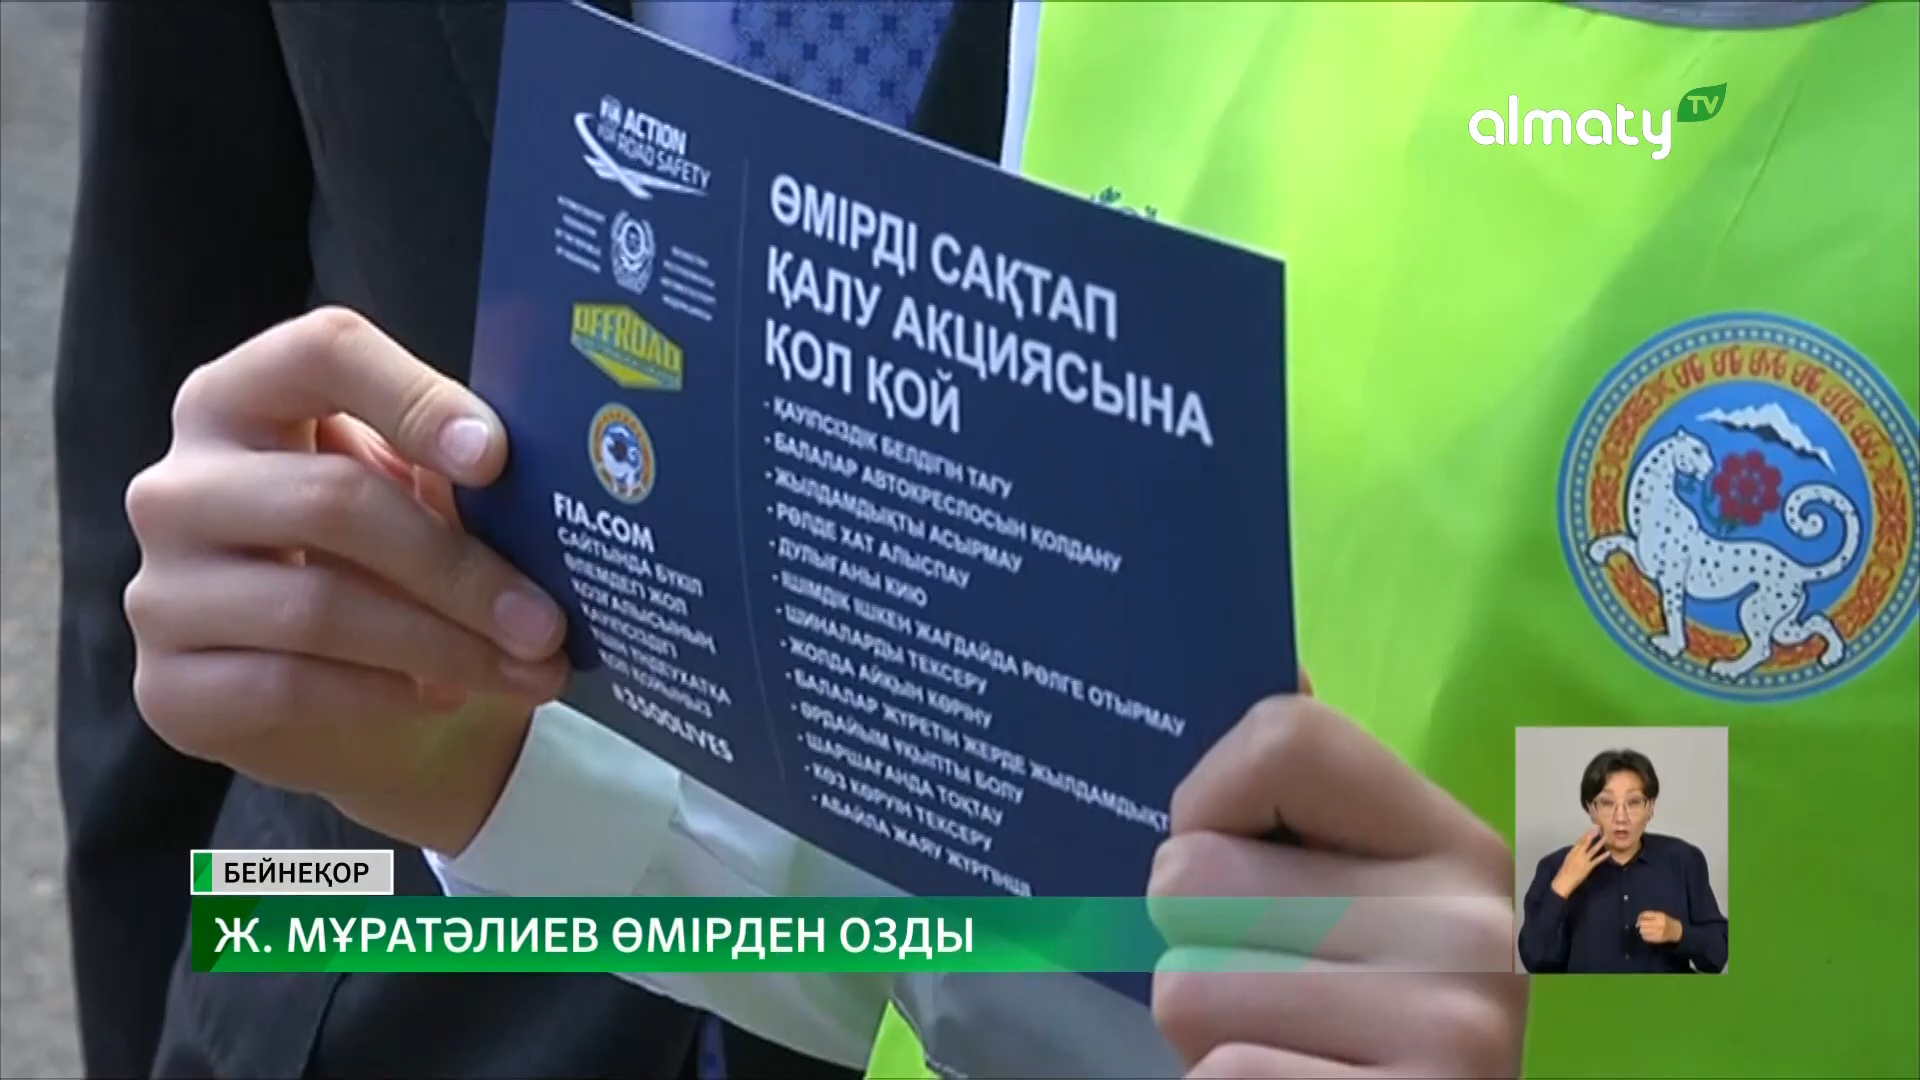 almaty TV
FIA ACTION
FOR ROAD SAFETY
OFFROAD
FIA.COM
САЙТЫНДА БҮКІЛ
ӘЛЕМДЕГІ ЖОЛ
ҚОЗҒАЛЫСЫНЫҢ
ҚАУІПСІЗДІГІ
ҮШІН ҮНДЕУХАТҚА
ҚОЛ ҚОЙЫҢЫЗ
#3500LIVES
ӨМІРДІ САҚТАП
ҚАЛУ АКЦИЯСЫНА
ҚОЛ ҚОЙ
- ҚАУІПСІЗДІК БЕЛДІГІН ТАҒУ
- БАЛАЛАР АВТОКРЕСЛОСЫН ҚОЛДАНУ
- ЖЫЛДАМДЫҚТЫ АСЫРМАУ
- РӨЛДЕ ХАТ АЛЫСПАУ
- ДУЛЫҒАНЫ КИЮ
- ІШІМДІК ІШКЕН ЖАҒДАЙДА РӨЛГЕ ОТЫРМАУ
- ШИНАЛАРДЫ ТЕКСЕРУ
- ЖОЛДА АЙҚЫН КӨРІНУ
- БАЛАЛАР ЖҮРЕТІН ЖЕРДЕ ЖЫЛДАМДЫҚТ
- ӘРДАЙЫМ ҰҚЫПТЫ БОЛУ
- ШАРШАҒАНДА ТОҚТАУ
- КӨЗ КӨРУІН ТЕКСЕРУ
- АБАЙЛА ЖАЯУ ЖҮРГІНШІ
БЕЙНЕҚОР
Ж. МҰРАТӘЛИЕВ ӨМІРДЕН ОЗДЫ